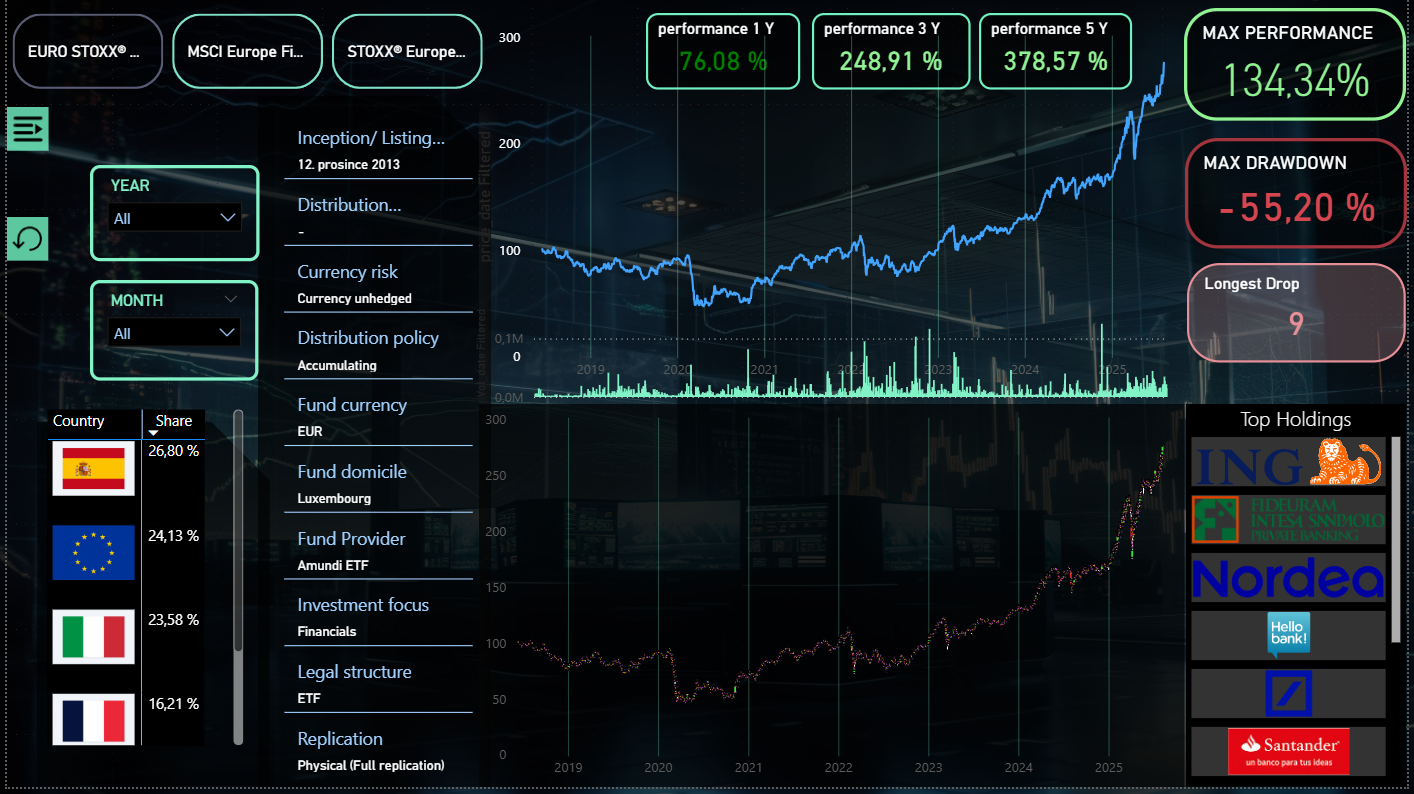 EURO STOXX® ...
MSCI Europe Fi...
STOXX® Europe...
performance 1 Y
76,08 %
performance 3 Y
248,91 %
performance 5 Y
378,57 %
MAX PERFORMANCE
134,34%
MAX DRAWDOWN
-55,20 %
Longest Drop
9
YEAR
All
MONTH
All
Country
Share
26,80 %
24,13 %
23,58 %
16,21 %
Inception/ Listing...
12. prosince 2013
Distribution...
-
Currency risk
Currency unhedged
Distribution policy
Accumulating
Fund currency
EUR
Fund domicile
Luxembourg
Fund Provider
Amundi ETF
Investment focus
Financials
Legal structure
ETF
Replication
Physical (Full replication)
price date Filtered
300
200
100
0
0,1M
0,0M
2019
2020
2021
2022
2023
2024
2025
300
250
200
150
100
50
0
2019
2020
2021
2022
2023
2024
2025
Top Holdings
ING
FIDEURAM
INTESA SANPAOLO
PRIVATE BANKING
Nordea
Hello
bank!
Santander
un banco para tus ideas